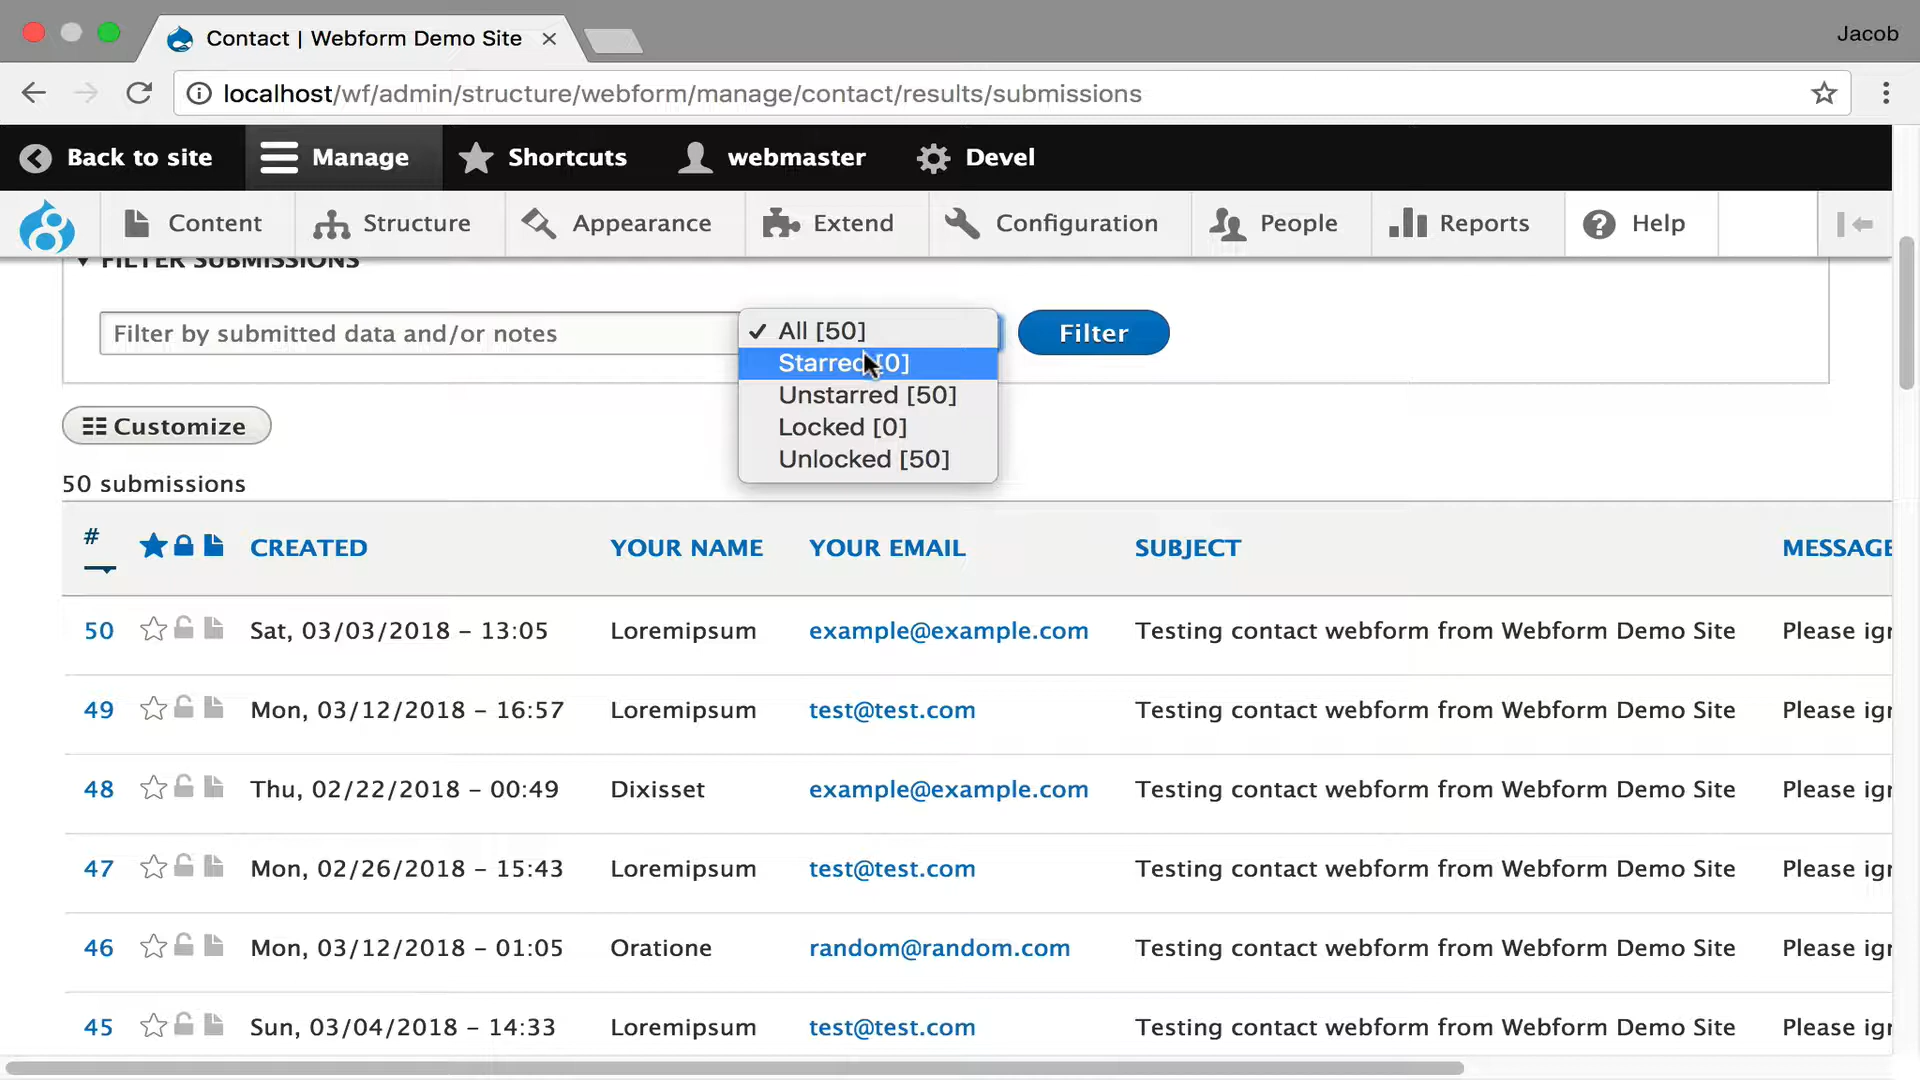 Contact | Webform Demo Site
Jacob
localhost/wf/admin/structure/webform/manage/contact/results/submissions
Back to site Manage Shortcuts webmaster Devel
Content Structure Appearance Extend Configuration People Reports Help
FILTER SUBMISSIONS
Filter by submitted data and/or notes
✓ All [50]
Starred [0]
Unstarred [50]
Locked [0]
Unlocked [50]
Filter
Customize
50 submissions
# CREATED YOUR NAME YOUR EMAIL SUBJECT MESSAGE
50 Sat, 03/03/2018 – 13:05 Loremipsum example@example.com Testing contact webform from Webform Demo Site Please igr
49 Mon, 03/12/2018 – 16:57 Loremipsum test@test.com Testing contact webform from Webform Demo Site Please igr
48 Thu, 02/22/2018 – 00:49 Dixisset example@example.com Testing contact webform from Webform Demo Site Please igr
47 Mon, 02/26/2018 – 15:43 Loremipsum test@test.com Testing contact webform from Webform Demo Site Please igr
46 Mon, 03/12/2018 – 01:05 Oratione random@random.com Testing contact webform from Webform Demo Site Please igr
45 Sun, 03/04/2018 – 14:33 Loremipsum test@test.com Testing contact webform from Webform Demo Site Please igr